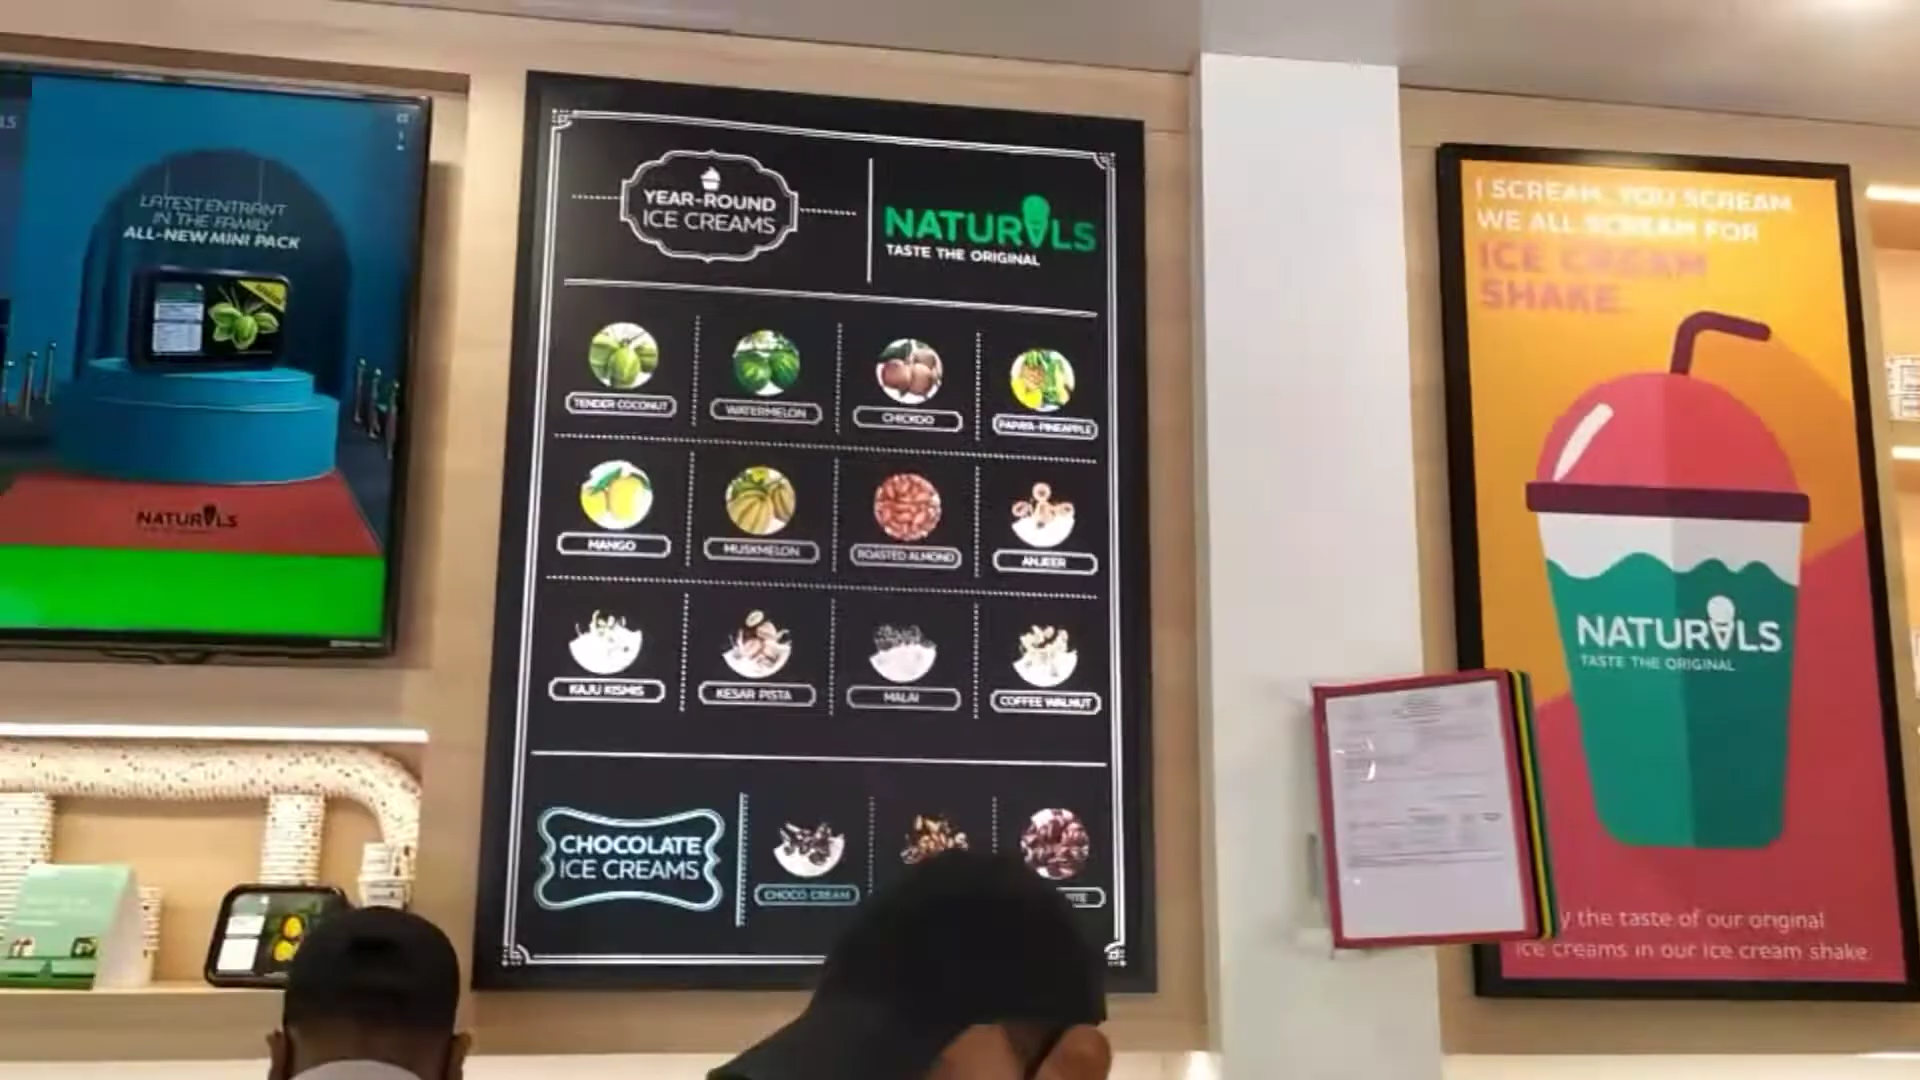 LS
LATEST ENTRANT
IN THE FAMILY
ALL-NEW MINI PACK
NATURALS
YEAR-ROUND
ICE CREAMS
NATURALS
TASTE THE ORIGINAL
TENDER COCONUT
WATERMELON
CHICKOO
PAPAYA-PINEAPPLE
MANGO
MUSKMELON
ROASTED ALMOND
ANJEER
KAJU KISMIS
KESAR PISTA
MALAI
COFFEE WALNUT
CHOCOLATE
ICE CREAMS
CHOCO CREAM
I SCREAM, YOU SCREAM
WE ALL SCREAM FOR
ICE CREAM
SHAKE.
NATURALS
TASTE THE ORIGINAL
y the taste of our original
ice creams in our ice cream shake.